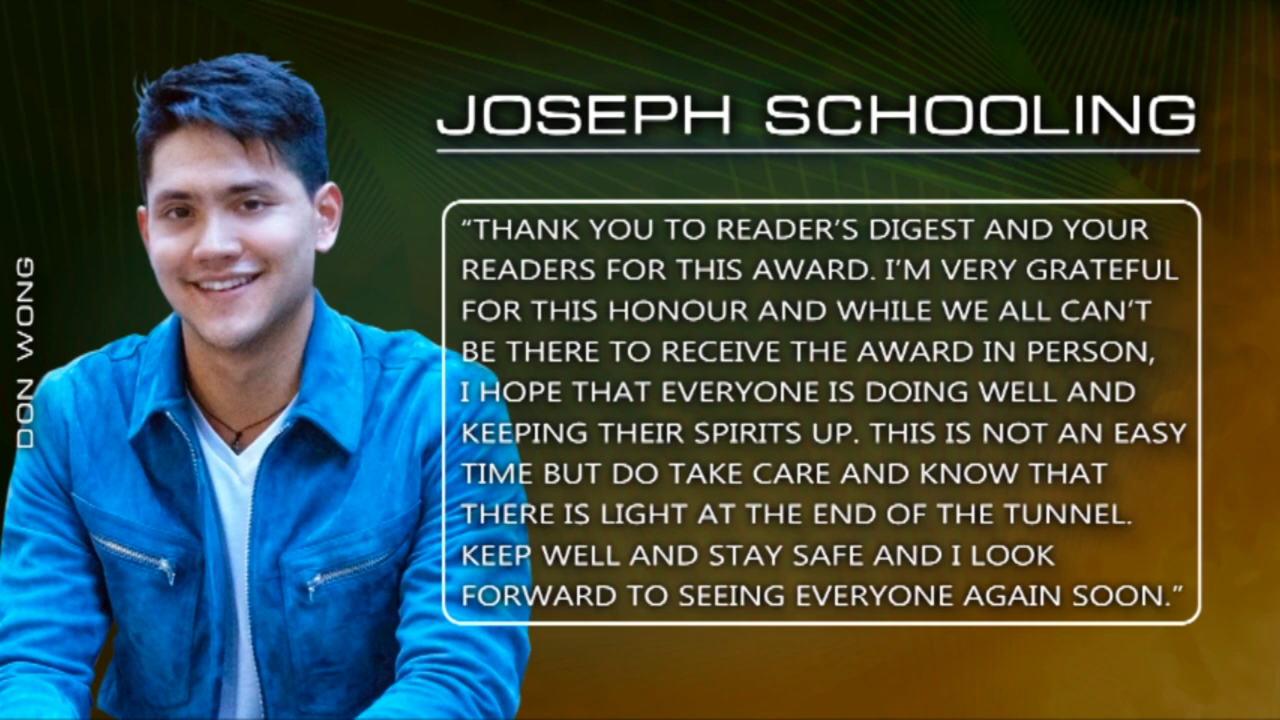 JOSEPH SCHOOLING
“THANK YOU TO READER’S DIGEST AND YOUR
READERS FOR THIS AWARD. I’M VERY GRATEFUL
FOR THIS HONOUR AND WHILE WE ALL CAN’T
BE THERE TO RECEIVE THE AWARD IN PERSON,
I HOPE THAT EVERYONE IS DOING WELL AND
KEEPING THEIR SPIRITS UP. THIS IS NOT AN EASY
TIME BUT DO TAKE CARE AND KNOW THAT
THERE IS LIGHT AT THE END OF THE TUNNEL.
KEEP WELL AND STAY SAFE AND I LOOK
FORWARD TO SEEING EVERYONE AGAIN SOON.”
DON WONG